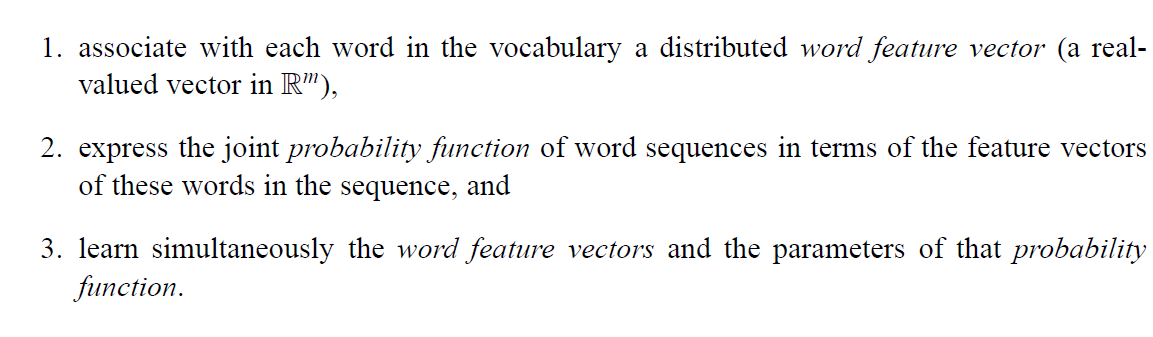 1. associate with each word in the vocabulary a distributed word feature vector (a real-
valued vector in ℝᵐ),
2. express the joint probability function of word sequences in terms of the feature vectors
of these words in the sequence, and
3. learn simultaneously the word feature vectors and the parameters of that probability
function.